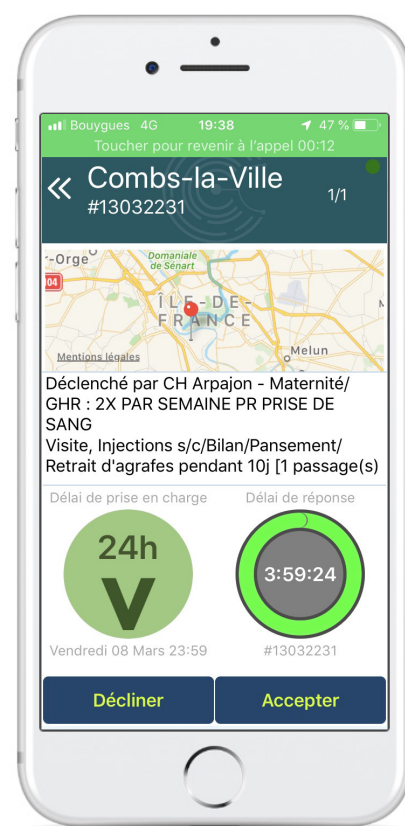 Bouygues 4G 19:38 47 %
Toucher pour revenir à l'appel 00:12
Combs-la-Ville
#13032231
1/1
-Orge
Domaniale
de Sénart
104
ÎLE-DE-
FRANCE
Melun
Mentions légales
Déclenché par CH Arpajon - Maternité/
GHR : 2X PAR SEMAINE PR PRISE DE
SANG
Visite, Injections s/c/Bilan/Pansement/
Retrait d'agrafes pendant 10j [1 passage(s)
Délai de prise en charge
Délai de réponse
24h
V
3:59:24
Vendredi 08 Mars 23:59
#13032231
Décliner
Accepter